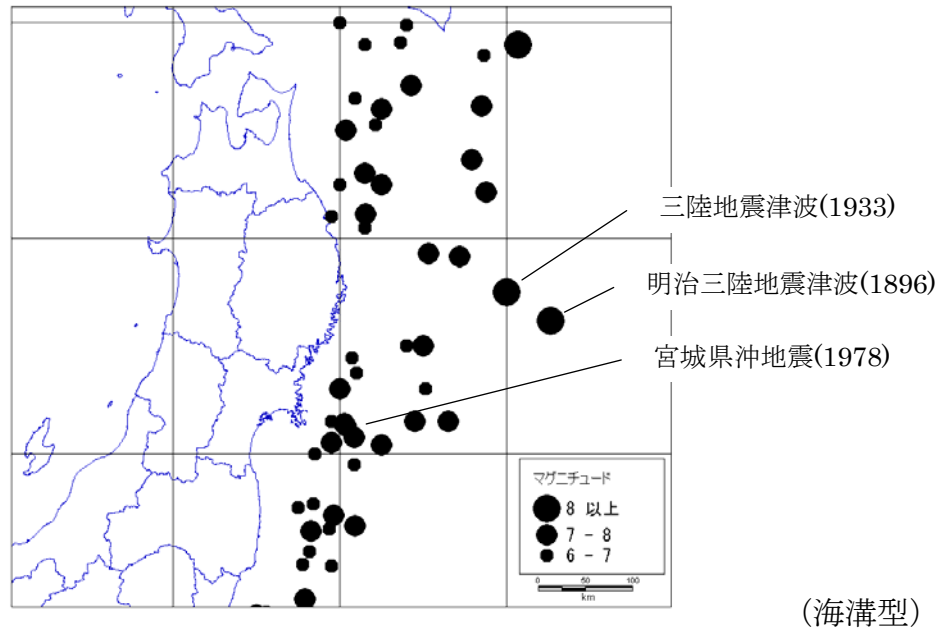 三陸地震津波(1933)
明治三陸地震津波(1896)
宮城県沖地震(1978)
マグニチュード
8 以上
7 - 8
6 - 7
0 50 100
km
(海溝型)